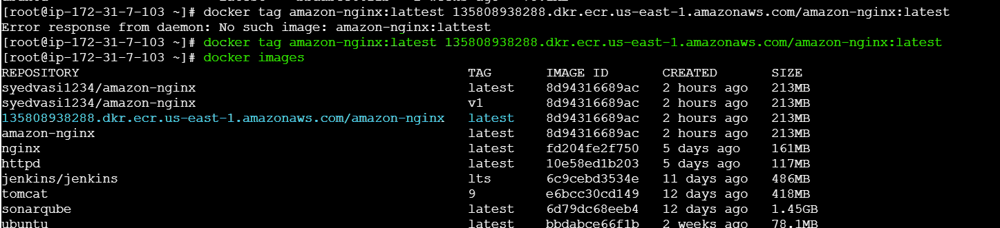 [root@ip-172-31-7-103 ~]# docker tag amazon-nginx:lattest 135808938288.dkr.ecr.us-east-1.amazonaws.com/amazon-nginx:latest
Error response from daemon: No such image: amazon-nginx:lattest
[root@ip-172-31-7-103 ~]# docker tag amazon-nginx:latest 135808938288.dkr.ecr.us-east-1.amazonaws.com/amazon-nginx:latest
[root@ip-172-31-7-103 ~]# docker images
REPOSITORY TAG IMAGE ID CREATED SIZE
syedvasi1234/amazon-nginx latest 8d94316689ac 2 hours ago 213MB
syedvasi1234/amazon-nginx v1 8d94316689ac 2 hours ago 213MB
135808938288.dkr.ecr.us-east-1.amazonaws.com/amazon-nginx latest 8d94316689ac 2 hours ago 213MB
amazon-nginx latest 8d94316689ac 2 hours ago 213MB
nginx latest fd204fe2f750 5 days ago 161MB
httpd latest 10e58ed1b203 5 days ago 117MB
jenkins/jenkins lts 6c9cebd3534e 11 days ago 486MB
tomcat 9 e6bcc30cd149 12 days ago 418MB
sonarqube latest 6d79dc68eeb4 12 days ago 1.45GB
ubuntu latest bbdabce66f1b 2 weeks ago 78.1MB